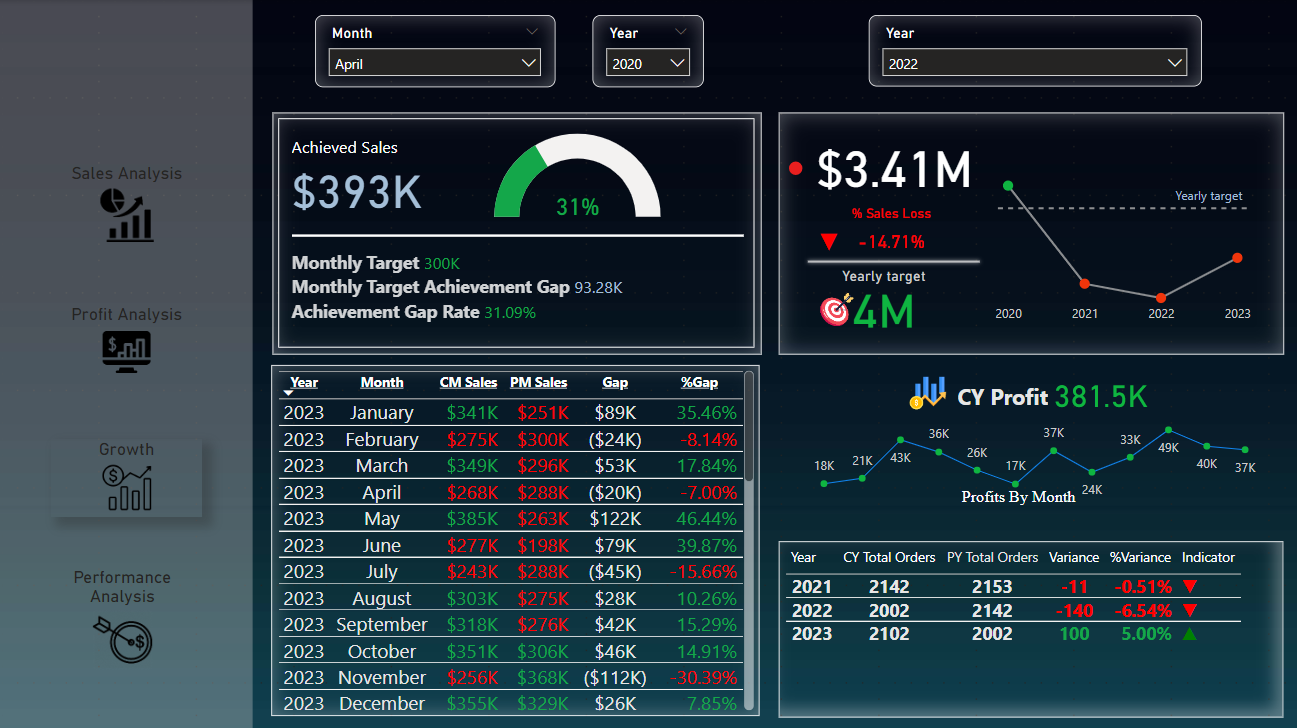 Month
April
Year
2020
Year
2022
Sales Analysis
Profit Analysis
Growth
Performance
Analysis
Achieved Sales
$393K
31%
Monthly Target 300K
Monthly Target Achievement Gap 93.28K
Achievement Gap Rate 31.09%
$3.41M
% Sales Loss
-14.71%
Yearly target
4M
Yearly target
2020 2021 2022 2023
Year Month CM Sales PM Sales Gap %Gap
2023 January $341K $251K $89K 35.46%
2023 February $275K $300K ($24K) -8.14%
2023 March $349K $296K $53K 17.84%
2023 April $268K $288K ($20K) -7.00%
2023 May $385K $263K $122K 46.44%
2023 June $277K $198K $79K 39.87%
2023 July $243K $288K ($45K) -15.66%
2023 August $303K $275K $28K 10.26%
2023 September $318K $276K $42K 15.29%
2023 October $351K $306K $46K 14.91%
2023 November $256K $368K ($112K) -30.39%
2023 December $355K $329K $26K 7.85%
CY Profit 381.5K
18K 21K 43K 36K 26K 17K 37K 24K 33K 49K 40K 37K
Profits By Month
Year CY Total Orders PY Total Orders Variance %Variance Indicator
2021 2142 2153 -11 -0.51%
2022 2002 2142 -140 -6.54%
2023 2102 2002 100 5.00%